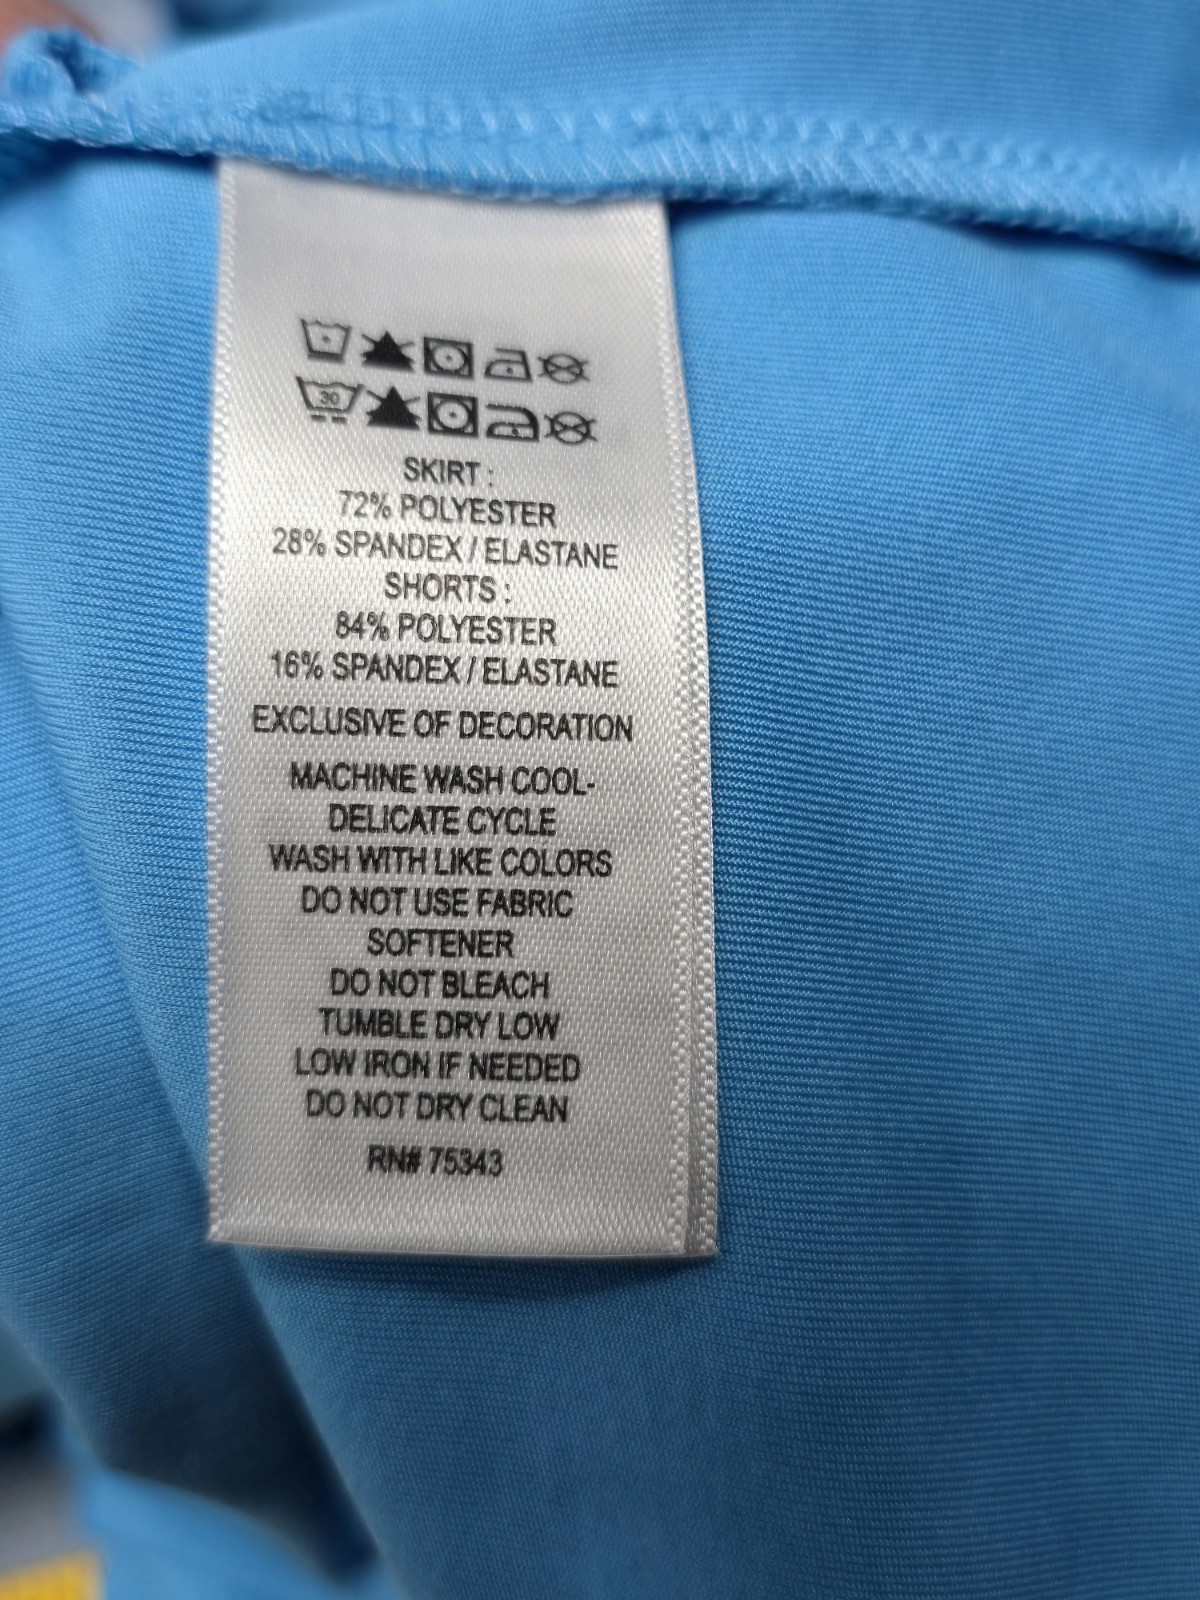 30
SKIRT :
72% POLYESTER
28% SPANDEX / ELASTANE
SHORTS :
84% POLYESTER
16% SPANDEX / ELASTANE
EXCLUSIVE OF DECORATION
MACHINE WASH COOL-
DELICATE CYCLE
WASH WITH LIKE COLORS
DO NOT USE FABRIC
SOFTENER
DO NOT BLEACH
TUMBLE DRY LOW
LOW IRON IF NEEDED
DO NOT DRY CLEAN
RN# 75343